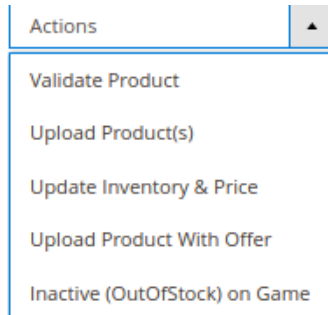 Actions
Validate Product
Upload Product(s)
Update Inventory & Price
Upload Product With Offer
Inactive (OutOfStock) on Game